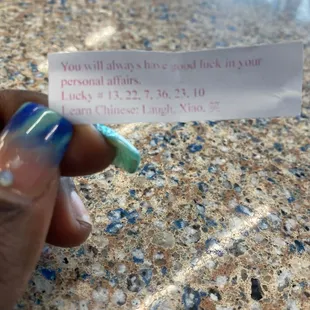 You will always have good luck in your
personal affairs.
Lucky # 13, 22, 7, 36, 23, 10
Learn Chinese: Laugh, Xiao, 笑